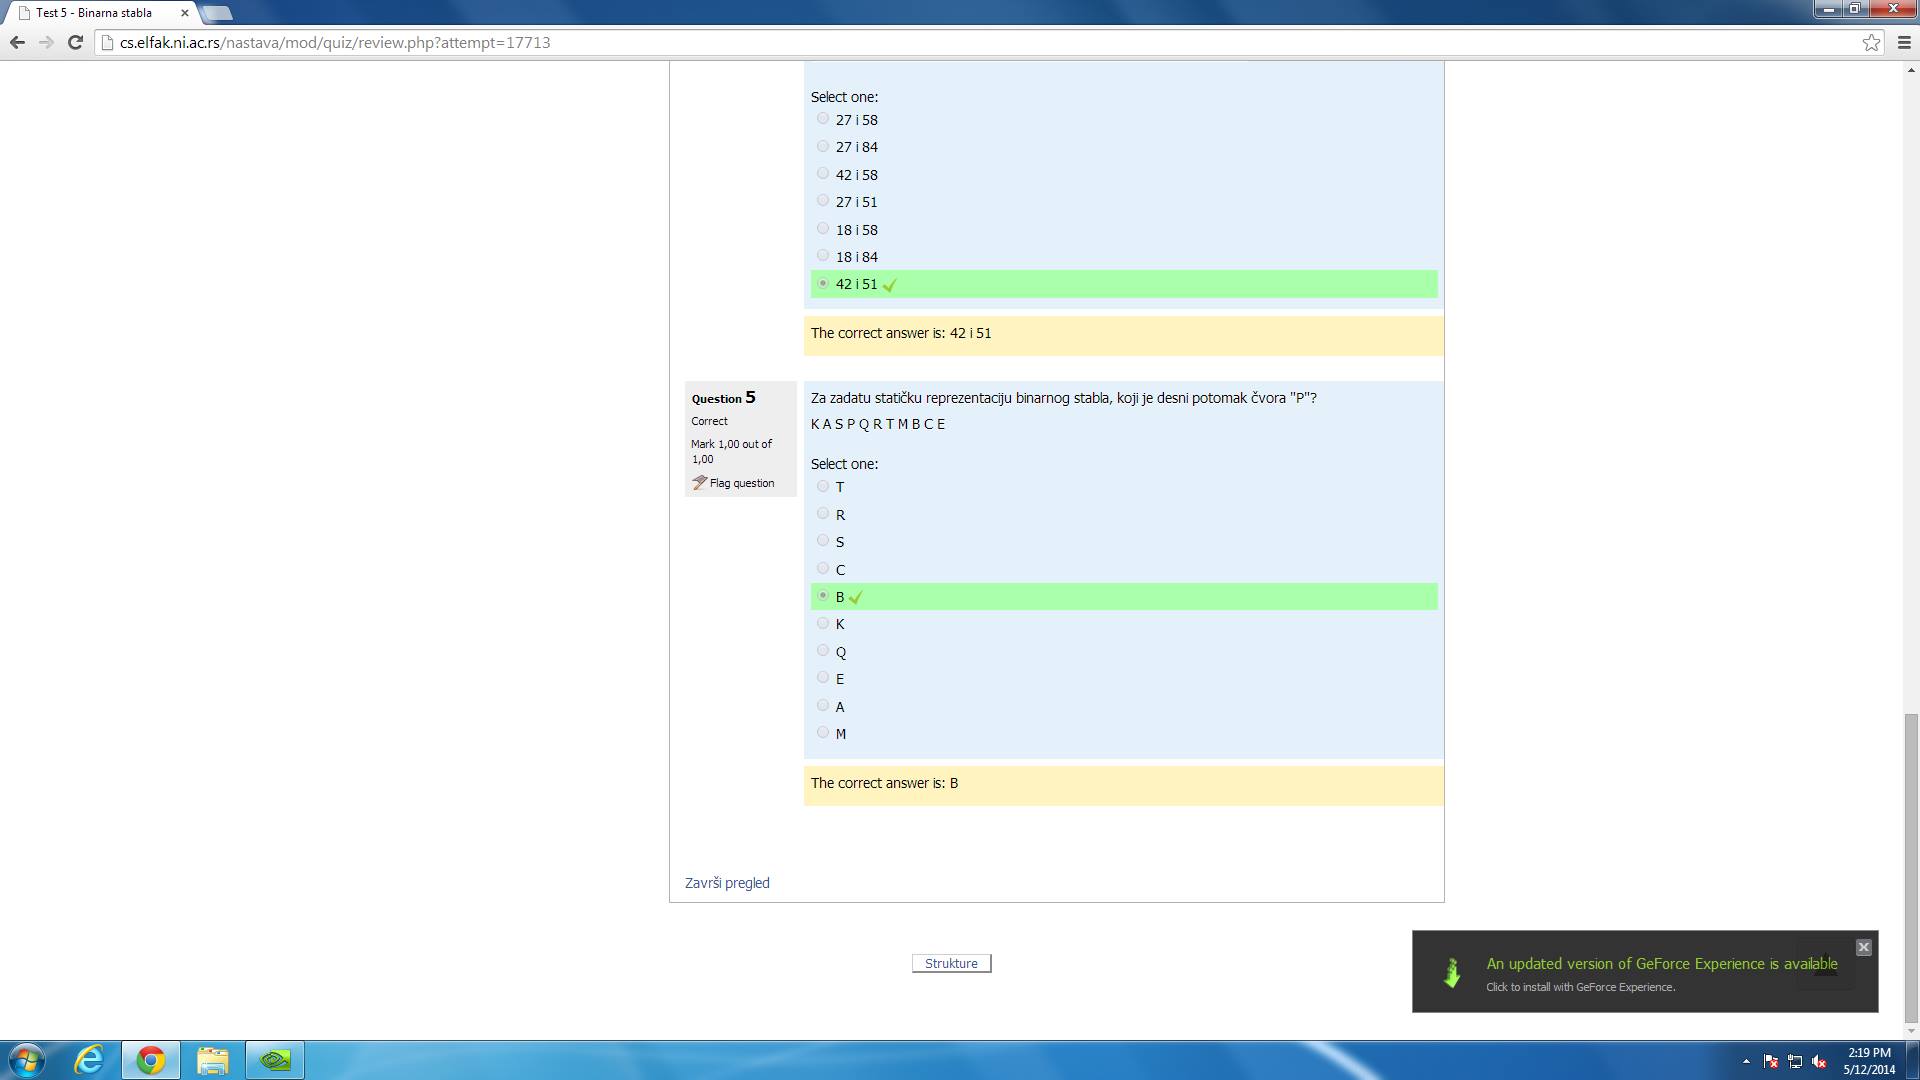 Test 5 - Binarna stabla
cs.elfak.ni.ac.rs/nastava/mod/quiz/review.php?attempt=17713
Select one:
27 i 58
27 i 84
42 i 58
27 i 51
18 i 58
18 i 84
42 i 51
The correct answer is: 42 i 51
Question 5
Correct
Mark 1,00 out of
1,00
Flag question
Za zadatu statičku reprezentaciju binarnog stabla, koji je desni potomak čvora "P"?
K A S P Q R T M B C E
Select one:
T
R
S
C
B
K
Q
E
A
M
The correct answer is: B
Završi pregled
Strukture
An updated version of GeForce Experience is available
Click to install with GeForce Experience.
2:19 PM
5/12/2014